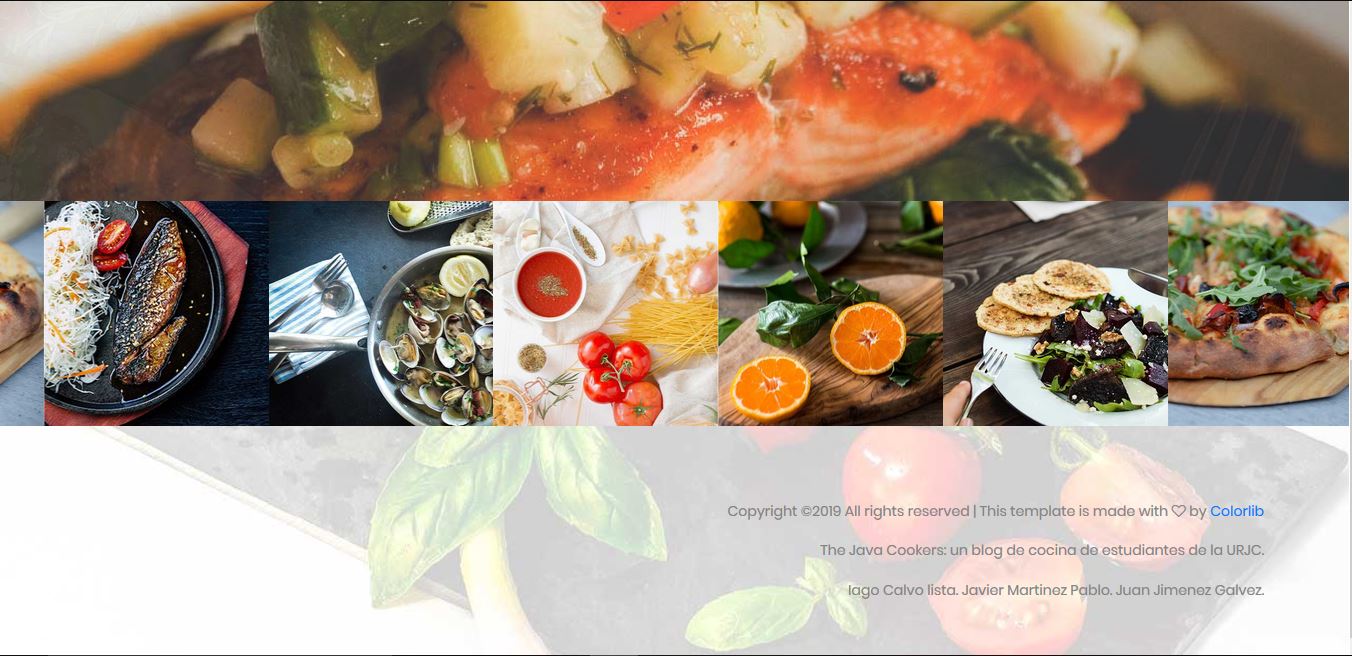 Copyright ©2019 All rights reserved | This template is made with ♡ by Colorlib
The Java Cookers: un blog de cocina de estudiantes de la URJC.
Iago Calvo lista. Javier Martinez Pablo. Juan Jimenez Galvez.